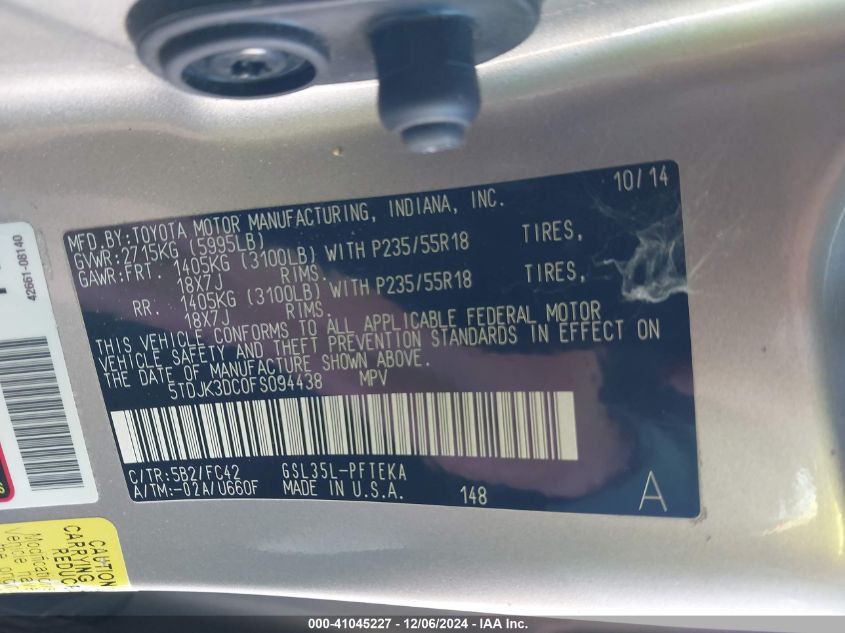 10/14
MFD.BY:TOYOTA MOTOR MANUFACTURING, INDIANA, INC.
GVWR:2715KG (5995LB)
GAWR:FRT. 1405KG (3100LB) WITH P235/55R18 TIRES,
18X7J RIMS.
RR. 1405KG (3100LB) WITH P235/55R18 TIRES,
18X7J RIMS.
THIS VEHICLE CONFORMS TO ALL APPLICABLE FEDERAL MOTOR
VEHICLE SAFETY AND THEFT PREVENTION STANDARDS IN EFFECT ON
THE DATE OF MANUFACTURE SHOWN ABOVE.
5TDJK3DC0FS094438 MPV
C/TR:5B2/FC42 GSL35L-PFTEKA
A/TM:-02A/U660F MADE IN U.S.A. 148 A
42661-08140
CAUTION
CARRYING
REDUCE
Modifications
000-41045227 - 12/06/2024 - IAA Inc.